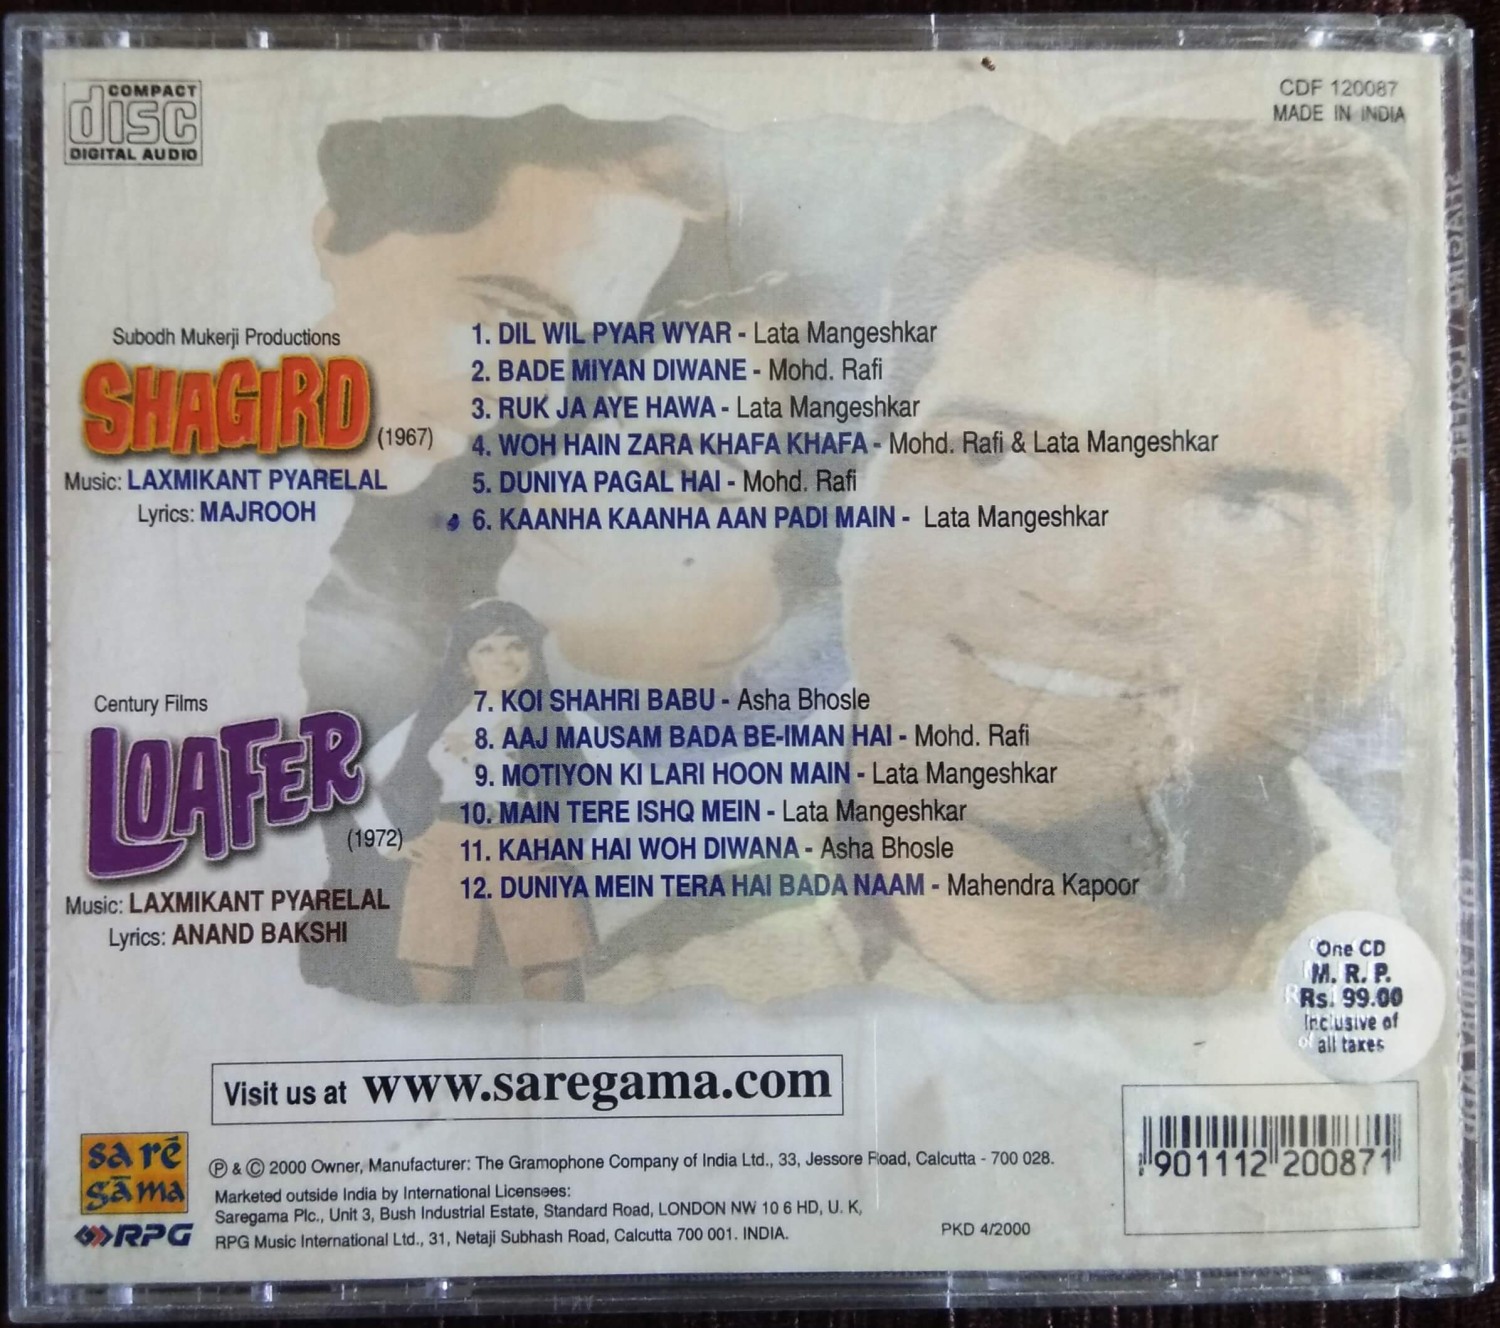 COMPACT
disc
DIGITAL AUDIO
CDF 120087
MADE IN INDIA
Subodh Mukerji Productions
SHAGIRD
(1967)
Music: LAXMIKANT PYARELAL
Lyrics: MAJROOH
1. DIL WIL PYAR WYAR - Lata Mangeshkar
2. BADE MIYAN DIWANE - Mohd. Rafi
3. RUK JA AYE HAWA - Lata Mangeshkar
4. WOH HAIN ZARA KHAFA KHAFA - Mohd. Rafi & Lata Mangeshkar
5. DUNIYA PAGAL HAI - Mohd. Rafi
6. KAANHA KAANHA AAN PADI MAIN - Lata Mangeshkar
Century Films
LOAFER
(1972)
Music: LAXMIKANT PYARELAL
Lyrics: ANAND BAKSHI
7. KOI SHAHRI BABU - Asha Bhosle
8. AAJ MAUSAM BADA BE-IMAN HAI - Mohd. Rafi
9. MOTIYON KI LARI HOON MAIN - Lata Mangeshkar
10. MAIN TERE ISHQ MEIN - Lata Mangeshkar
11. KAHAN HAI WOH DIWANA - Asha Bhosle
12. DUNIYA MEIN TERA HAI BADA NAAM - Mahendra Kapoor
One CD
M. R. P.
Rs. 99.00
Inclusive of
all taxes
Visit us at www.saregama.com
sa rē
gāma
RPG
℗ & © 2000 Owner, Manufacturer: The Gramophone Company of India Ltd., 33, Jessore Road, Calcutta - 700 028.
Marketed outside India by International Licensees:
Saregama Plc., Unit 3, Bush Industrial Estate, Standard Road, LONDON NW 10 6 HD, U. K,
RPG Music International Ltd., 31, Netaji Subhash Road, Calcutta 700 001. INDIA.
PKD 4/2000
901112 200871